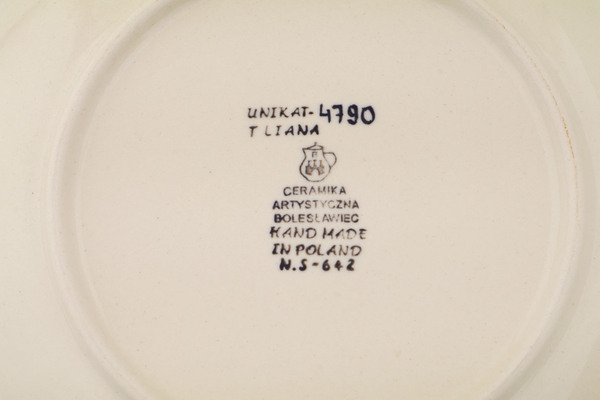 UNIKAT-4790
T LIANA
CERAMIKA
ARTYSTYCZNA
BOLESŁAWIEC
HAND MADE
IN POLAND
N.S-642